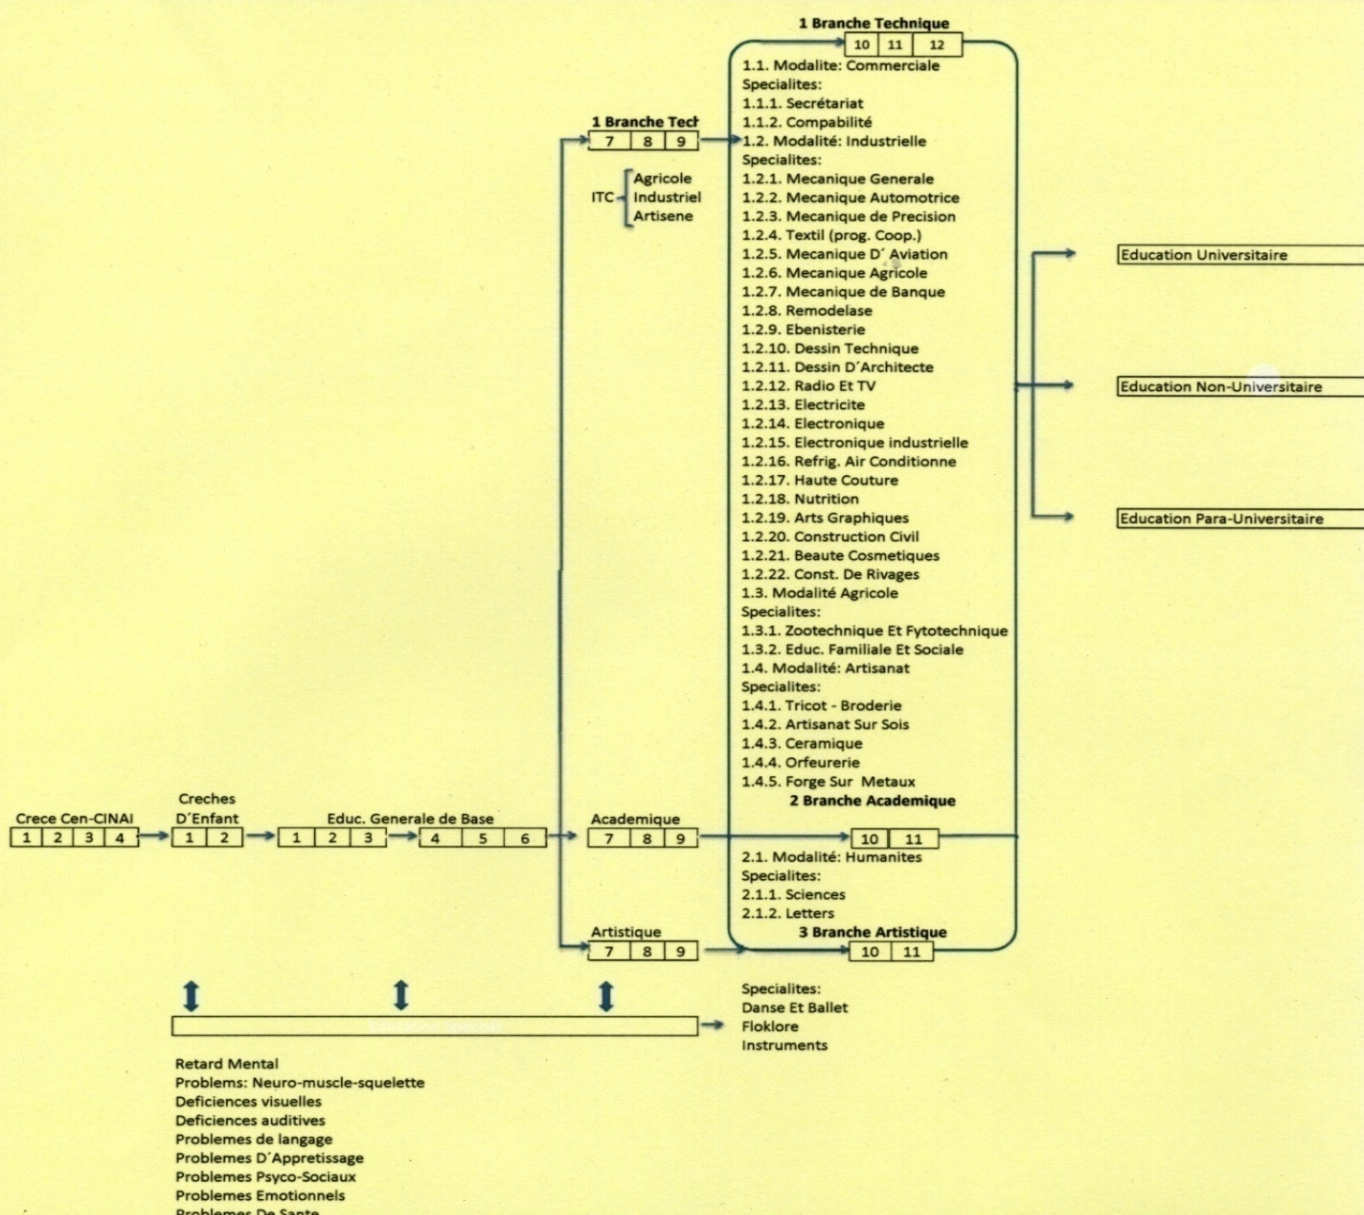 1 Branche Technique
10 11 12
1.1. Modalite: Commerciale
Specialites:
1.1.1. Secrétariat
1.1.2. Compabilité
1.2. Modalité: Industrielle
Specialites:
1.2.1. Mecanique Generale
1.2.2. Mecanique Automotrice
1.2.3. Mecanique de Precision
1.2.4. Textil (prog. Coop.)
1.2.5. Mecanique D´ Aviation
1.2.6. Mecanique Agricole
1.2.7. Mecanique de Banque
1.2.8. Remodelase
1.2.9. Ebenisterie
1.2.10. Dessin Technique
1.2.11. Dessin D´Architecte
1.2.12. Radio Et TV
1.2.13. Electricite
1.2.14. Electronique
1.2.15. Electronique industrielle
1.2.16. Refrig. Air Conditionne
1.2.17. Haute Couture
1.2.18. Nutrition
1.2.19. Arts Graphiques
1.2.20. Construction Civil
1.2.21. Beaute Cosmetiques
1.2.22. Const. De Rivages
1.3. Modalité Agricole
Specialites:
1.3.1. Zootechnique Et Fytotechnique
1.3.2. Educ. Familiale Et Sociale
1.4. Modalité: Artisanat
Specialites:
1.4.1. Tricot - Broderie
1.4.2. Artisanat Sur Sois
1.4.3. Ceramique
1.4.4. Orfeurerie
1.4.5. Forge Sur Metaux
2 Branche Academique
10 11
2.1. Modalité: Humanites
Specialites:
2.1.1. Sciences
2.1.2. Letters
3 Branche Artistique
10 11
Specialites:
Danse Et Ballet
Floklore
Instruments
1 Branche Tech
7 8 9
ITC
Agricole
Industriel
Artisene
Education Universitaire
Education Non-Universitaire
Education Para-Universitaire
Crece Cen-CINAI
1 2 3 4
Creches
D´Enfant
1 2
Educ. Generale de Base
1 2 3 4 5 6
Academique
7 8 9
Artistique
7 8 9
Retard Mental
Problems: Neuro-muscle-squelette
Deficiences visuelles
Deficiences auditives
Problemes de langage
Problemes D´Appretissage
Problemes Psyco-Sociaux
Problemes Emotionnels
Problemes De Sante